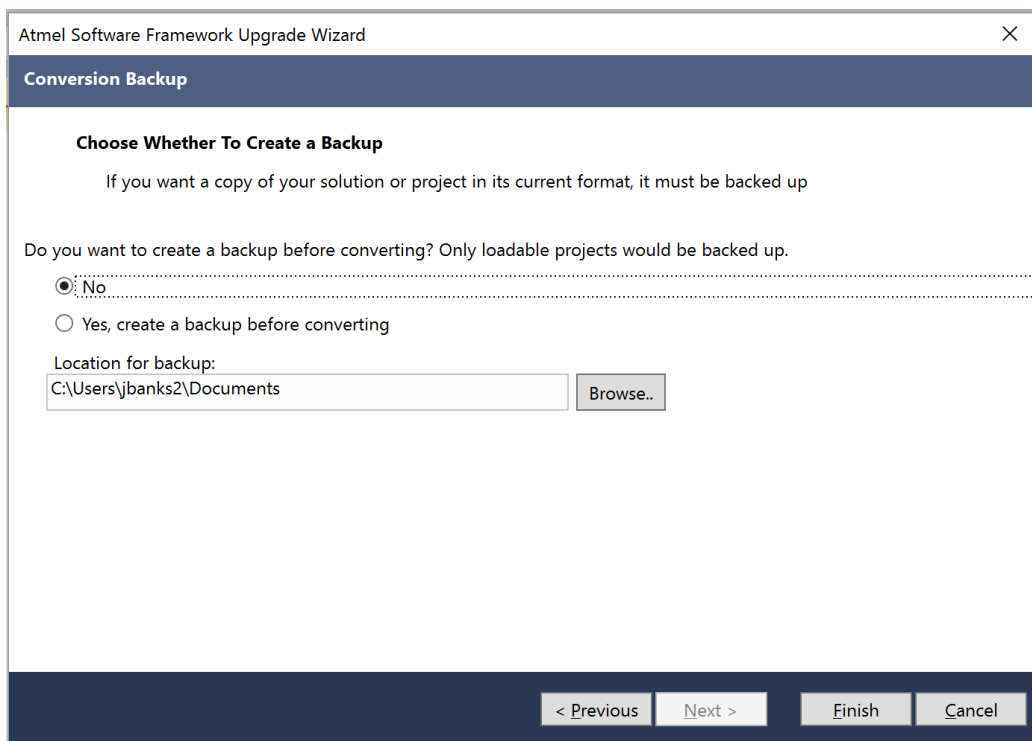 Atmel Software Framework Upgrade Wizard
Conversion Backup
Choose Whether To Create a Backup
If you want a copy of your solution or project in its current format, it must be backed up
Do you want to create a backup before converting? Only loadable projects would be backed up.
No
Yes, create a backup before converting
Location for backup:
C:\Users\jbanks2\Documents
Browse..
< Previous Next > Finish Cancel